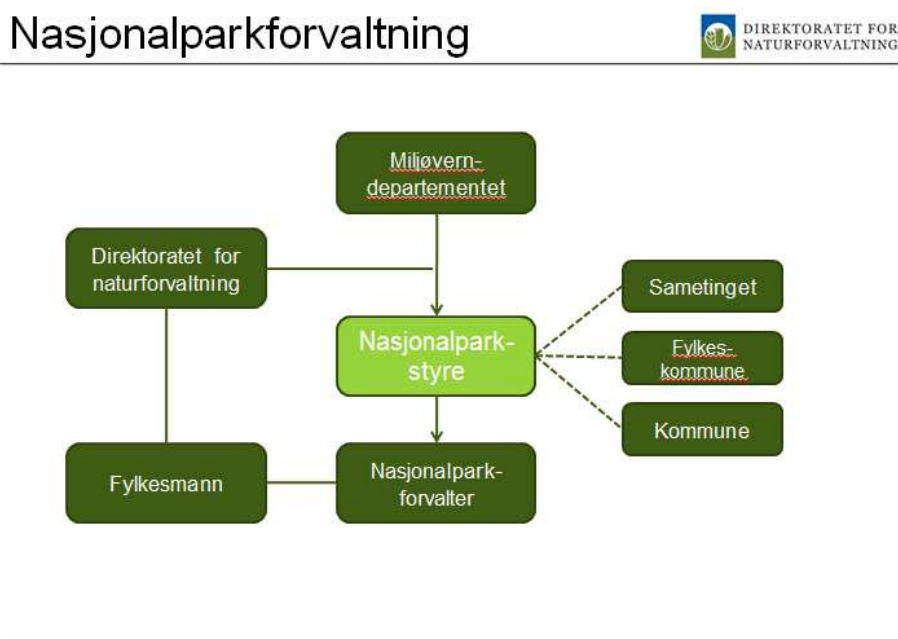 Nasjonalparkforvaltning
DIREKTORATET FOR
NATURFORVALTNING
Miljøvern-
departementet
Direktoratet for
naturforvaltning
Sametinget
Nasjonalpark-
styre
Fylkes-
kommune
Kommune
Fylkesmann
Nasjonalpark-
forvalter